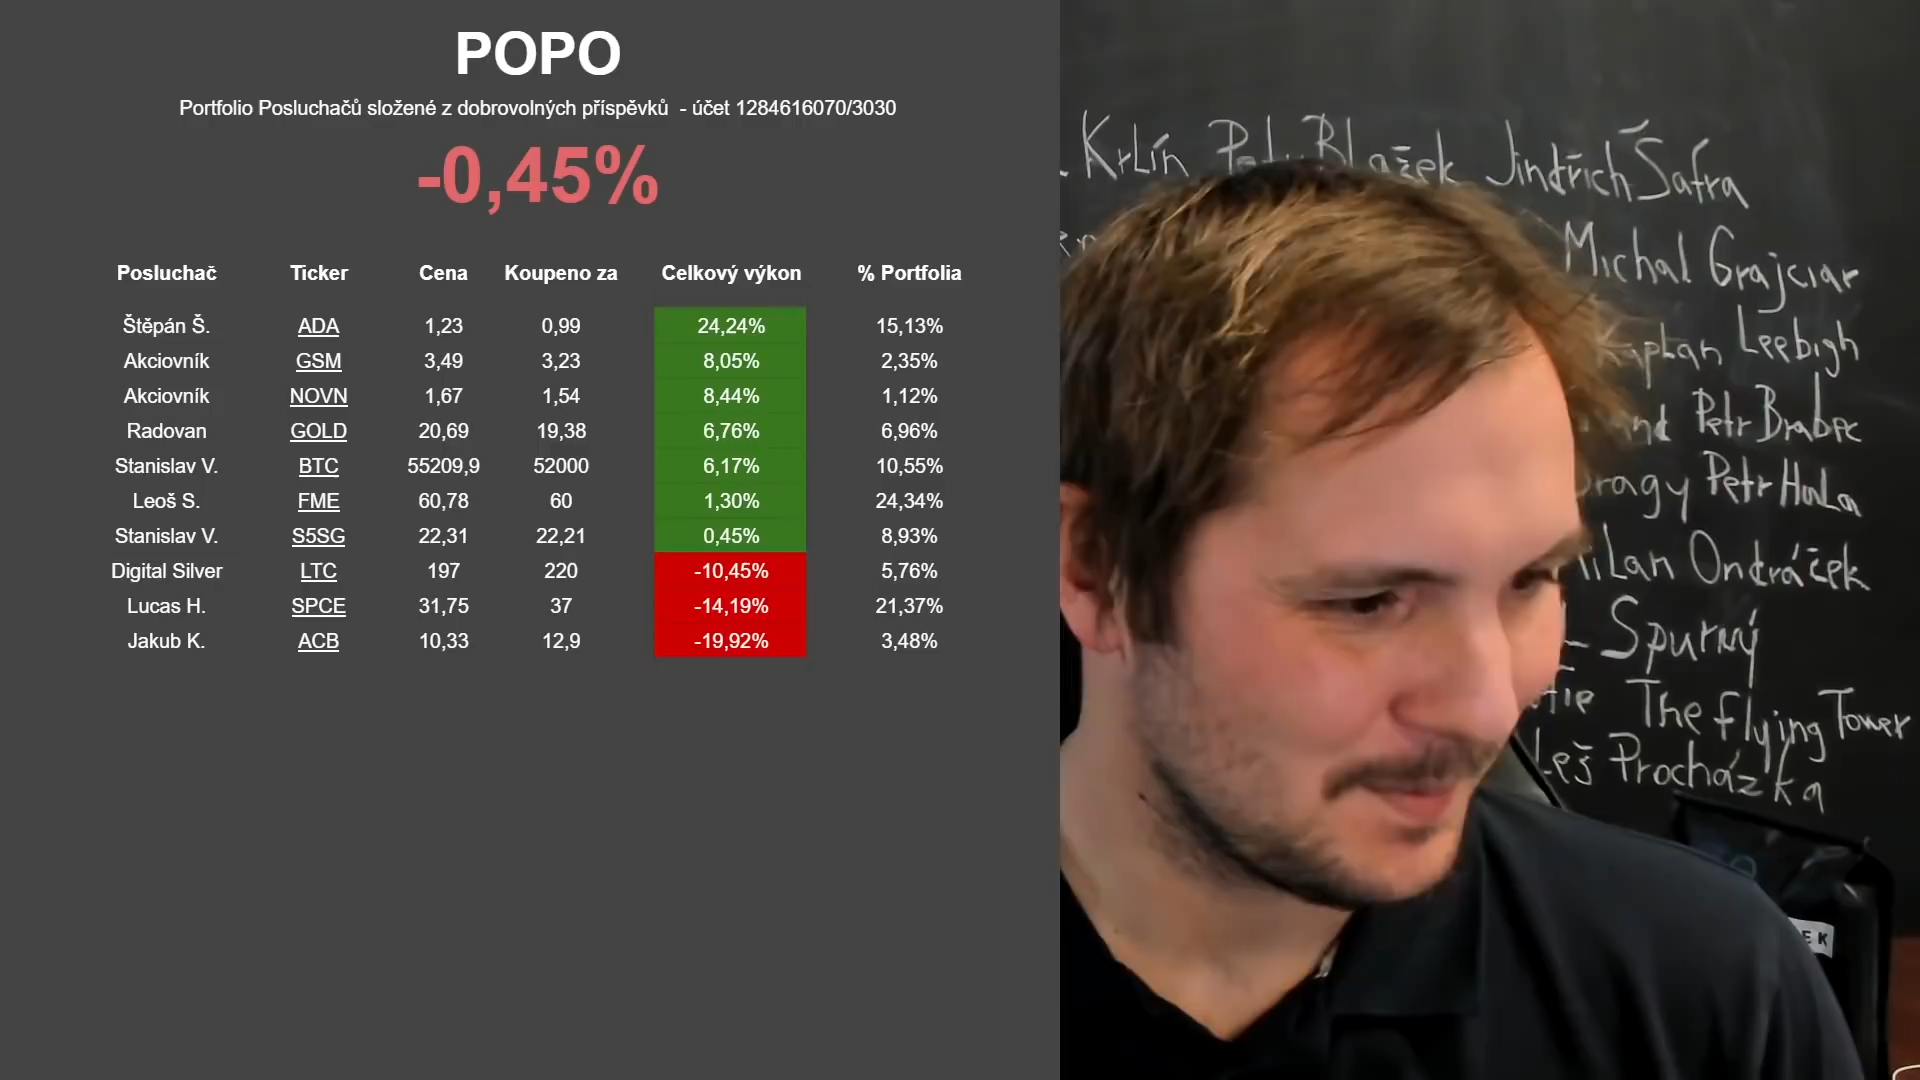 POPO
Portfolio Posluchačů složené z dobrovolných příspěvků - účet 1284616070/3030
-0,45%
Posluchač Ticker Cena Koupeno za Celkový výkon % Portfolia
Štěpán Š. ADA 1,23 0,99 24,24% 15,13%
Akciovník GSM 3,49 3,23 8,05% 2,35%
Akciovník NOVN 1,67 1,54 8,44% 1,12%
Radovan GOLD 20,69 19,38 6,76% 6,96%
Stanislav V. BTC 55209,9 52000 6,17% 10,55%
Leoš S. FME 60,78 60 1,30% 24,34%
Stanislav V. S5SG 22,31 22,21 0,45% 8,93%
Digital Silver LTC 197 220 -10,45% 5,76%
Lucas H. SPCE 31,75 37 -14,19% 21,37%
Jakub K. ACB 10,33 12,9 -19,92% 3,48%
Krlín Petr Blažek Jindřich Šafra
Michal Grajciar
Kaplan Leebigh
Petr Brabec
Petr Hala
Milan Ondráček
Spurný
The Flying Tower
Procházka